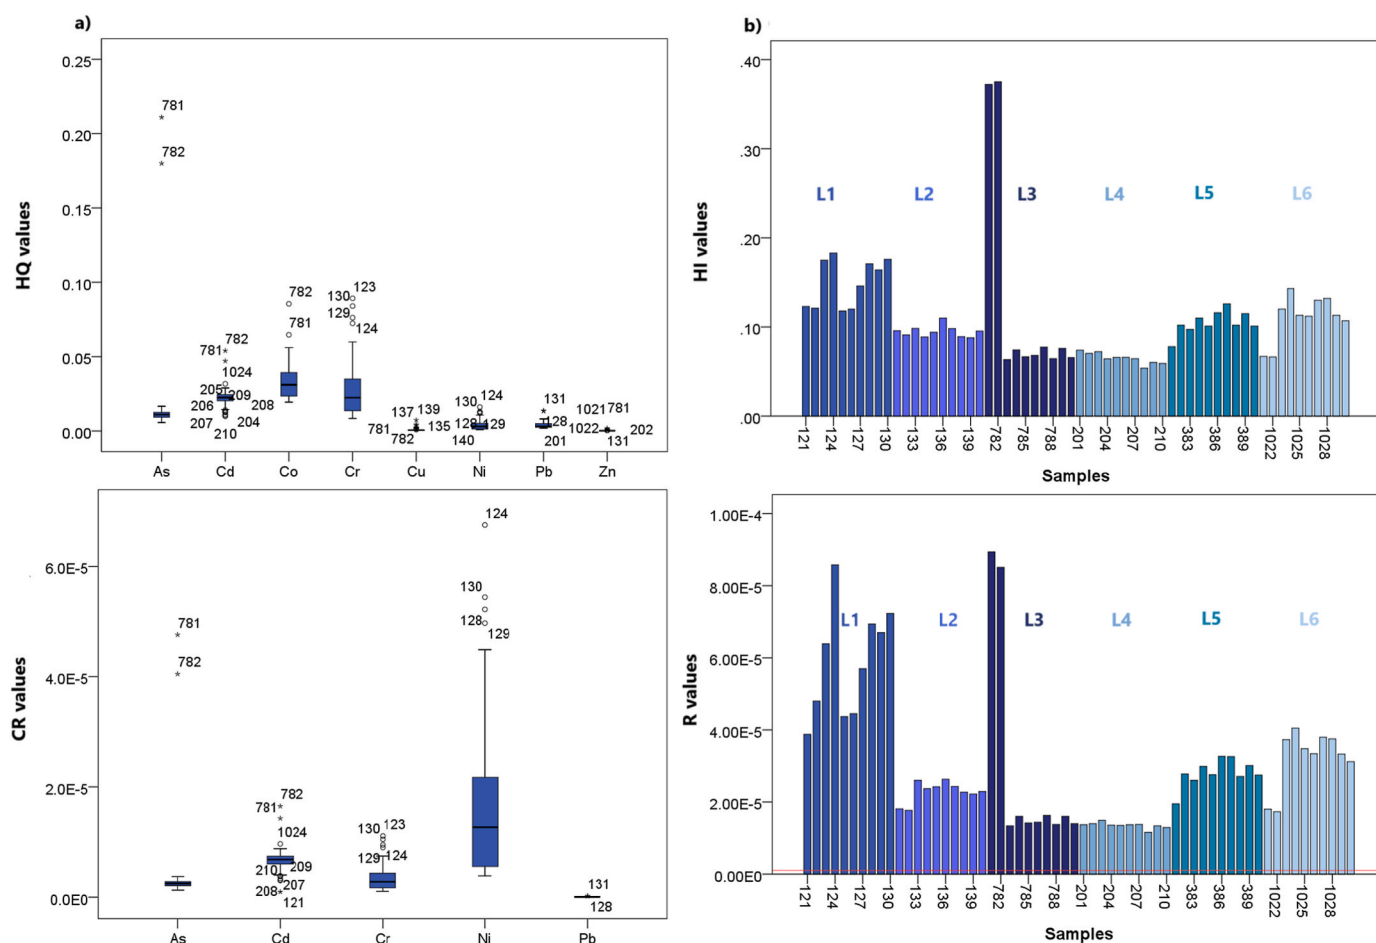 a)
HQ values
0.25
0.20
0.15
0.10
0.05
0.00
781
782
782
781
1024
205
209
206
208
207
204
210
782
781
123
130
129
124
137
139
781
135
782
124
130
128
129
140
131
128
201
1021
781
1022
202
131
As
Cd
Co
Cr
Cu
Ni
Pb
Zn
b)
HI values
.40
.30
.20
.10
.00
L1
L2
L3
L4
L5
L6
121
124
127
130
133
136
139
782
785
788
201
204
207
210
383
386
389
1022
1025
1028
Samples
CR values
6.0E-5
4.0E-5
2.0E-5
0.0E0
781
782
782
781
1024
210
209
207
208
121
123
130
129
124
124
130
128
129
131
128
As
Cd
Cr
Ni
Pb
R values
1.00E-4
8.00E-5
6.00E-5
4.00E-5
2.00E-5
0.00E0
L1
L2
L3
L4
L5
L6
121
124
127
130
133
136
139
782
785
788
201
204
207
210
383
386
389
1022
1025
1028
Samples